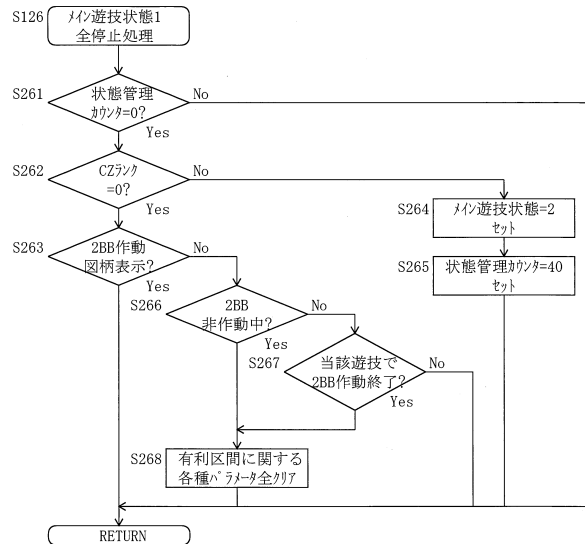 S126
メイン遊技状態1
全停止処理
S261
状態管理
カウンタ=0?
No
Yes
S262
CZランク
=0?
No
Yes
S264
メイン遊技状態=2
セット
S263
2BB作動
図柄表示?
No
Yes
S265
状態管理カウンタ=40
セット
S266
2BB
非作動中?
No
Yes
S267
当該遊技で
2BB作動終了?
No
Yes
S268
有利区間に関する
各種パラメータ全クリア
RETURN